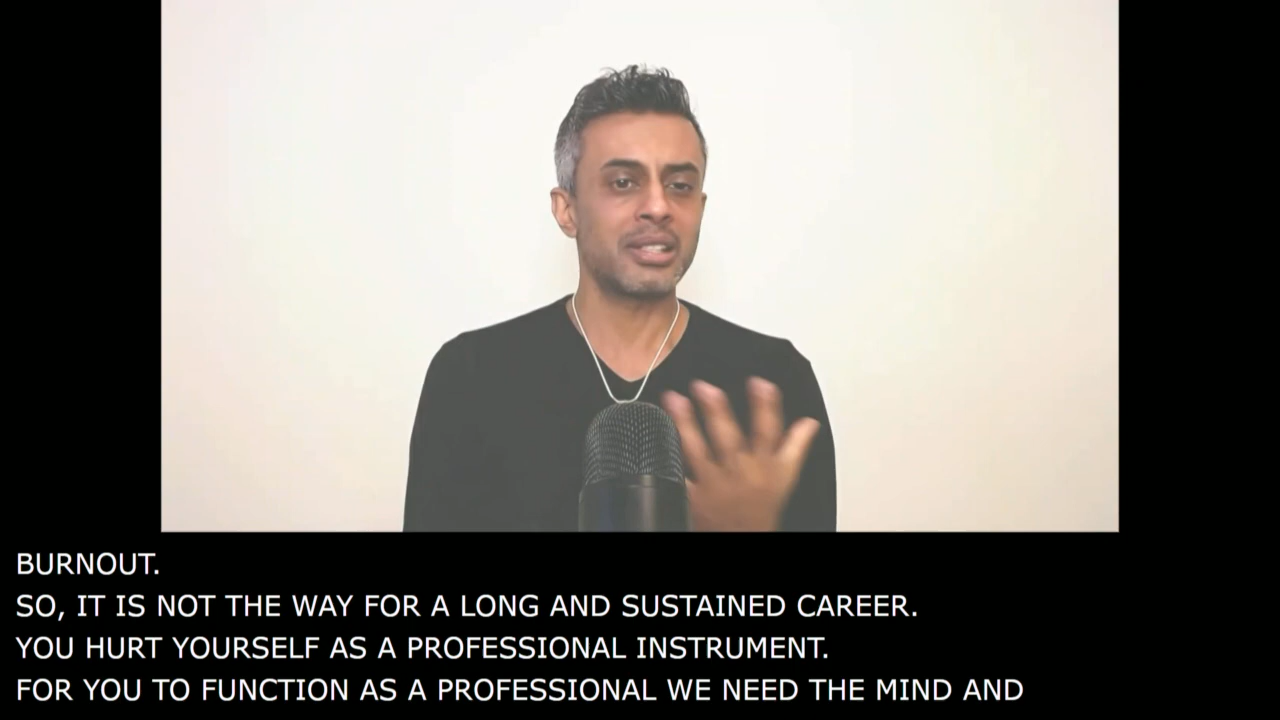 BURNOUT.
SO, IT IS NOT THE WAY FOR A LONG AND SUSTAINED CAREER.
YOU HURT YOURSELF AS A PROFESSIONAL INSTRUMENT.
FOR YOU TO FUNCTION AS A PROFESSIONAL WE NEED THE MIND AND